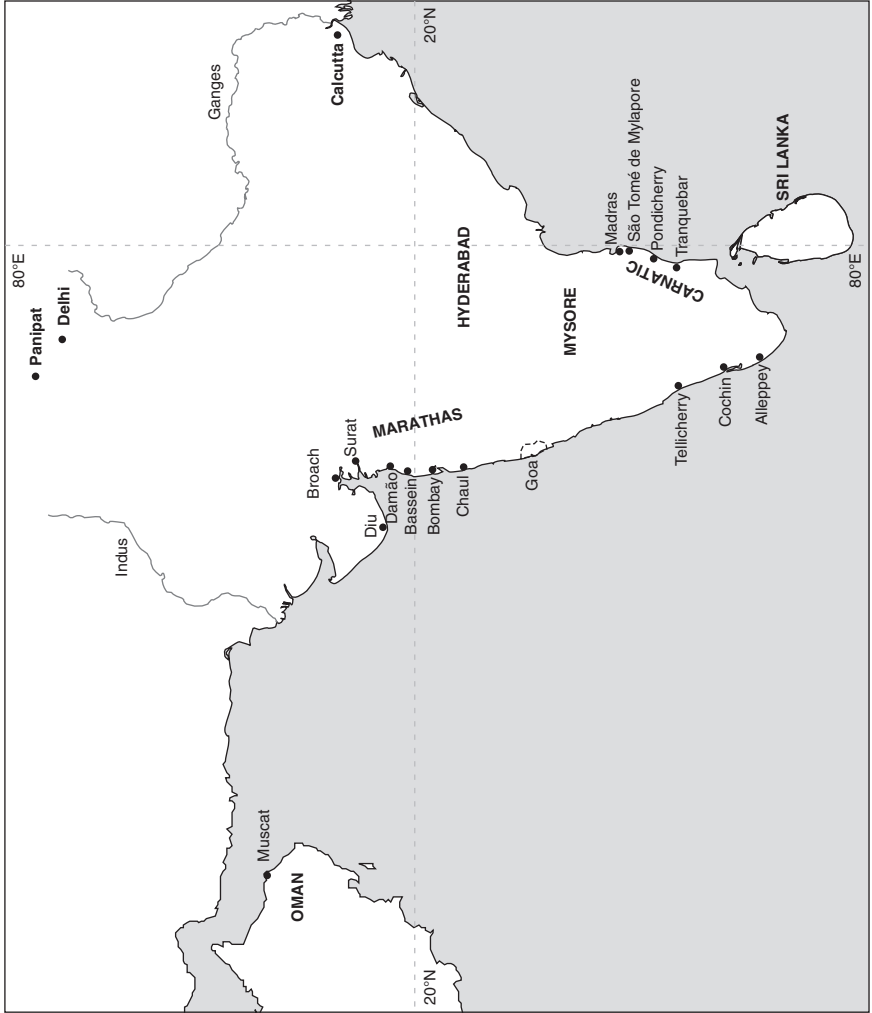 80°E
Panipat
Delhi
Ganges
Calcutta
20°N
Indus
Broach
Surat
MARATHAS
Diu
Damão
Bassein
Bombay
Chaul
HYDERABAD
Goa
MYSORE
Madras
São Tomé de Mylapore
Pondicherry
Tranquebar
CARNATIC
Tellicherry
Cochin
Alleppey
SRI LANKA
Muscat
OMAN
20°N
80°E